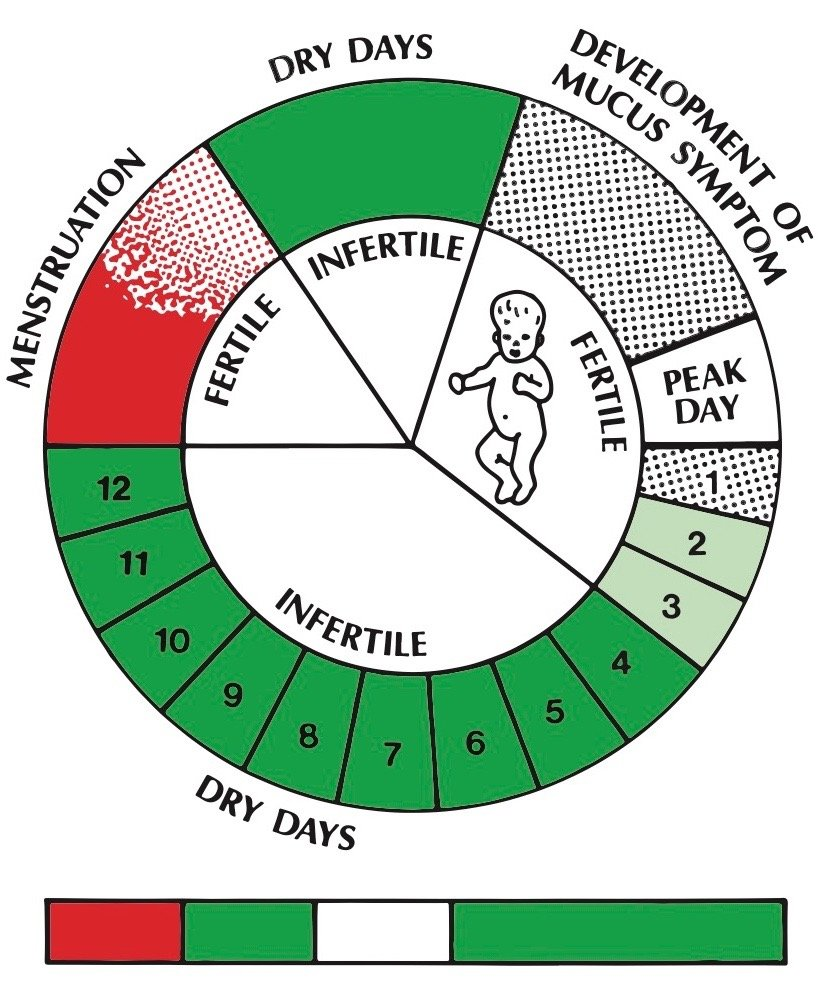 DRY DAYS
DEVELOPMENT OF
MUCUS SYMPTOM
MENSTRUATION
INFERTILE
FERTILE
FERTILE
PEAK
DAY
1
2
3
4
5
6
7
8
9
10
11
12
INFERTILE
DRY DAYS